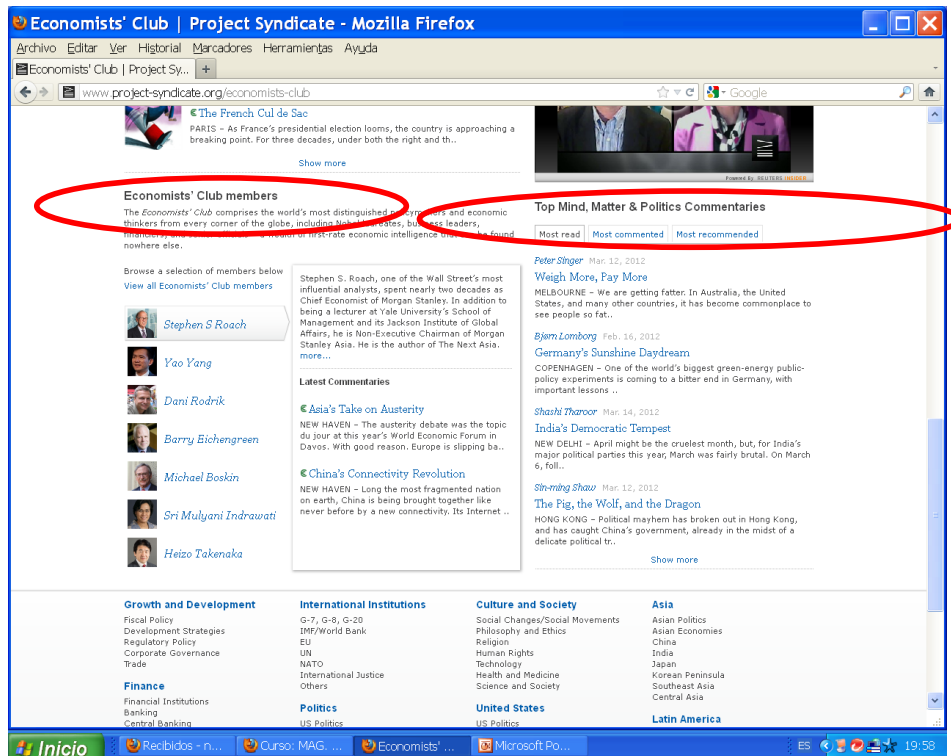 Economists' Club | Project Syndicate - Mozilla Firefox
Archivo Editar Ver Historial Marcadores Herramientas Ayuda
Economists' Club | Project Sy... +
www.project-syndicate.org/economists-club
Google
The French Cul de Sac
PARIS – As France's presidential election looms, the country is approaching a
breaking point. For three decades, under both the right and th..
Show more
Economists' Club members
The Economists' Club comprises the world's most distinguished policymakers and economic
thinkers from every corner of the globe, including Nobel laureates, business leaders,
financiers, and of first-rate economic intelligence found
nowhere else.
Browse a selection of members below
View all Economists' Club members
Stephen S Roach
Yao Yang
Dani Rodrik
Barry Eichengreen
Michael Boskin
Sri Mulyani Indrawati
Heizo Takenaka
Stephen S. Roach, one of the Wall Street's most
influential analysts, spent nearly two decades as
Chief Economist of Morgan Stanley. In addition to
being a lecturer at Yale University's School of
Management and its Jackson Institute of Global
Affairs, he is Non-Executive Chairman of Morgan
Stanley Asia. He is the author of The Next Asia.
more...
Latest Commentaries
Asia's Take on Austerity
NEW HAVEN – The austerity debate was the topic
du jour at this year's World Economic Forum in
Davos. With good reason. Europe is slipping ba..
China's Connectivity Revolution
NEW HAVEN – Long the most fragmented nation
on earth, China is being brought together like
never before by a new connectivity. Its Internet ..
Powered By REUTERS INSIDER
Top Mind, Matter & Politics Commentaries
Most read Most commented Most recommended
Peter Singer Mar. 12, 2012
Weigh More, Pay More
MELBOURNE – We are getting fatter. In Australia, the United
States, and many other countries, it has become commonplace to
see people so fat..
Bjørn Lomborg Feb. 16, 2012
Germany's Sunshine Daydream
COPENHAGEN – One of the world's biggest green-energy public-
policy experiments is coming to a bitter end in Germany, with
important lessons ..
Shashi Tharoor Mar. 14, 2012
India's Democratic Tempest
NEW DELHI – April might be the cruelest month, but, for India's
major political parties this year, March was fairly brutal. On March
6, foll..
Sin-ming Shaw Mar. 12, 2012
The Pig, the Wolf, and the Dragon
HONG KONG – Political mayhem has broken out in Hong Kong,
and has caught China's government, already in the midst of a
delicate political tr..
Show more
Growth and Development
Fiscal Policy
Development Strategies
Regulatory Policy
Corporate Governance
Trade
Finance
Financial Institutions
Banking
Central Banking
International Institutions
G-7, G-8, G-20
IMF/World Bank
EU
UN
NATO
International Justice
Others
Politics
US Politics
Culture and Society
Social Changes/Social Movements
Philosophy and Ethics
Religion
Human Rights
Technology
Health and Medicine
Science and Society
United States
US Politics
Asia
Asian Politics
Asian Economies
China
India
Japan
Korean Peninsula
Southeast Asia
Central Asia
Latin America
Inicio
Recibidos - n...
Curso: MAG. ...
Economists' ...
Microsoft Po...
ES
19:58